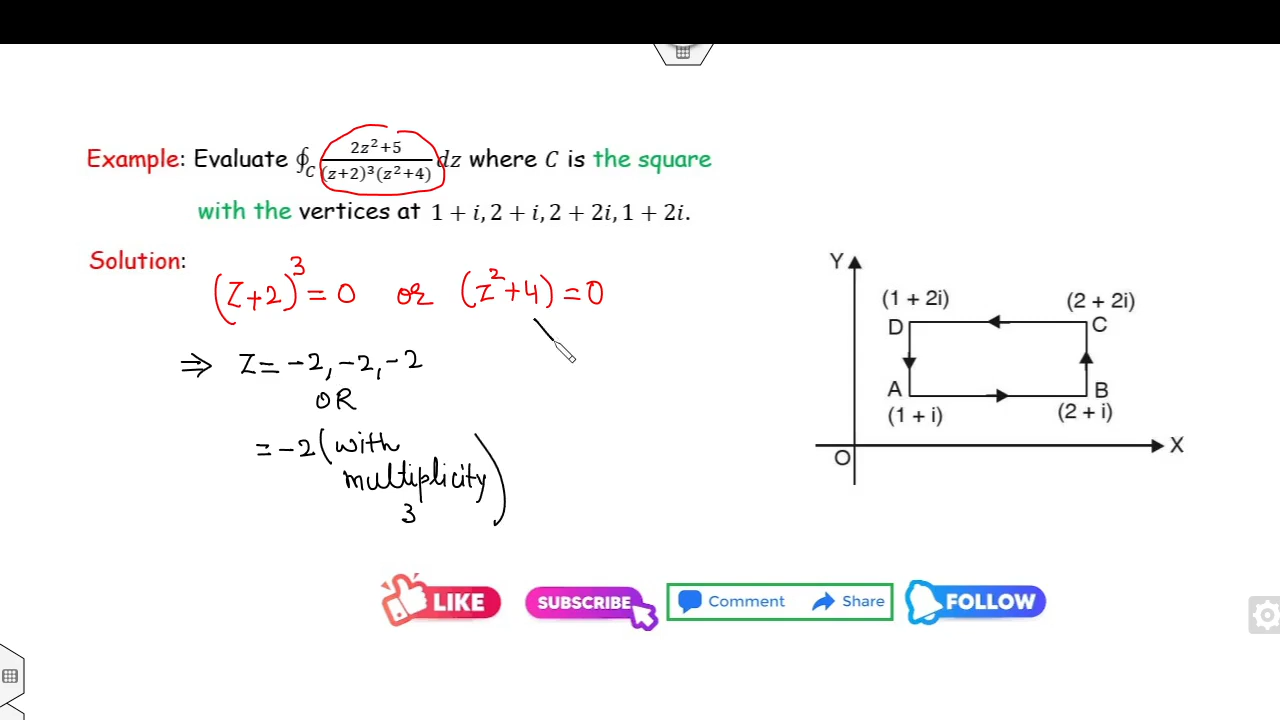 Example: Evaluate ∮_C (2z²+5)/((z+2)³(z²+4)) dz where C is the square
with the vertices at 1 + i, 2 + i, 2 + 2i, 1 + 2i.
Solution:
(z+2)³ = 0 or (z²+4) = 0
⇒ z = -2, -2, -2
OR
= -2 (with
multiplicity
3)
Y
(1 + 2i) (2 + 2i)
D C
A B
(1 + i) (2 + i)
O X
LIKE SUBSCRIBE Comment Share FOLLOW